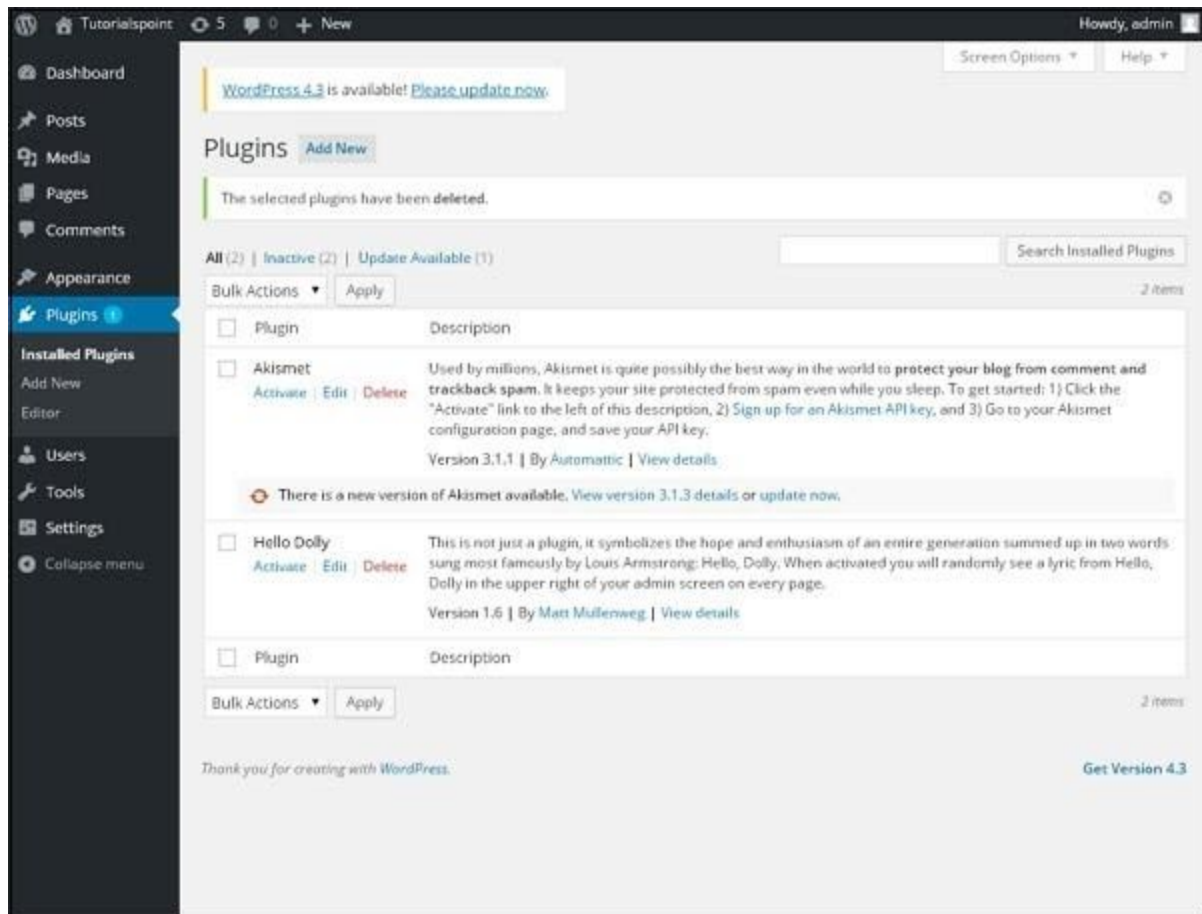 Tutorialspoint 5 0 + New Howdy, admin
Screen Options ▼ Help ▼
Dashboard
Posts
Media
Pages
Comments
Appearance
Plugins 1
Installed Plugins
Add New
Editor
Users
Tools
Settings
Collapse menu
WordPress 4.3 is available! Please update now.
Plugins Add New
The selected plugins have been deleted.
All (2) | Inactive (2) | Update Available (1)
Search Installed Plugins
Bulk Actions ▼ Apply
2 items
Plugin Description
Akismet
Activate | Edit | Delete
Used by millions, Akismet is quite possibly the best way in the world to protect your blog from comment and
trackback spam. It keeps your site protected from spam even while you sleep. To get started: 1) Click the
"Activate" link to the left of this description, 2) Sign up for an Akismet API key, and 3) Go to your Akismet
configuration page, and save your API key.
Version 3.1.1 | By Automattic | View details
There is a new version of Akismet available. View version 3.1.3 details or update now.
Hello Dolly
Activate | Edit | Delete
This is not just a plugin, it symbolizes the hope and enthusiasm of an entire generation summed up in two words
sung most famously by Louis Armstrong: Hello, Dolly. When activated you will randomly see a lyric from Hello,
Dolly in the upper right of your admin screen on every page.
Version 1.6 | By Matt Mullenweg | View details
Plugin Description
Bulk Actions ▼ Apply
2 items
Thank you for creating with WordPress.
Get Version 4.3